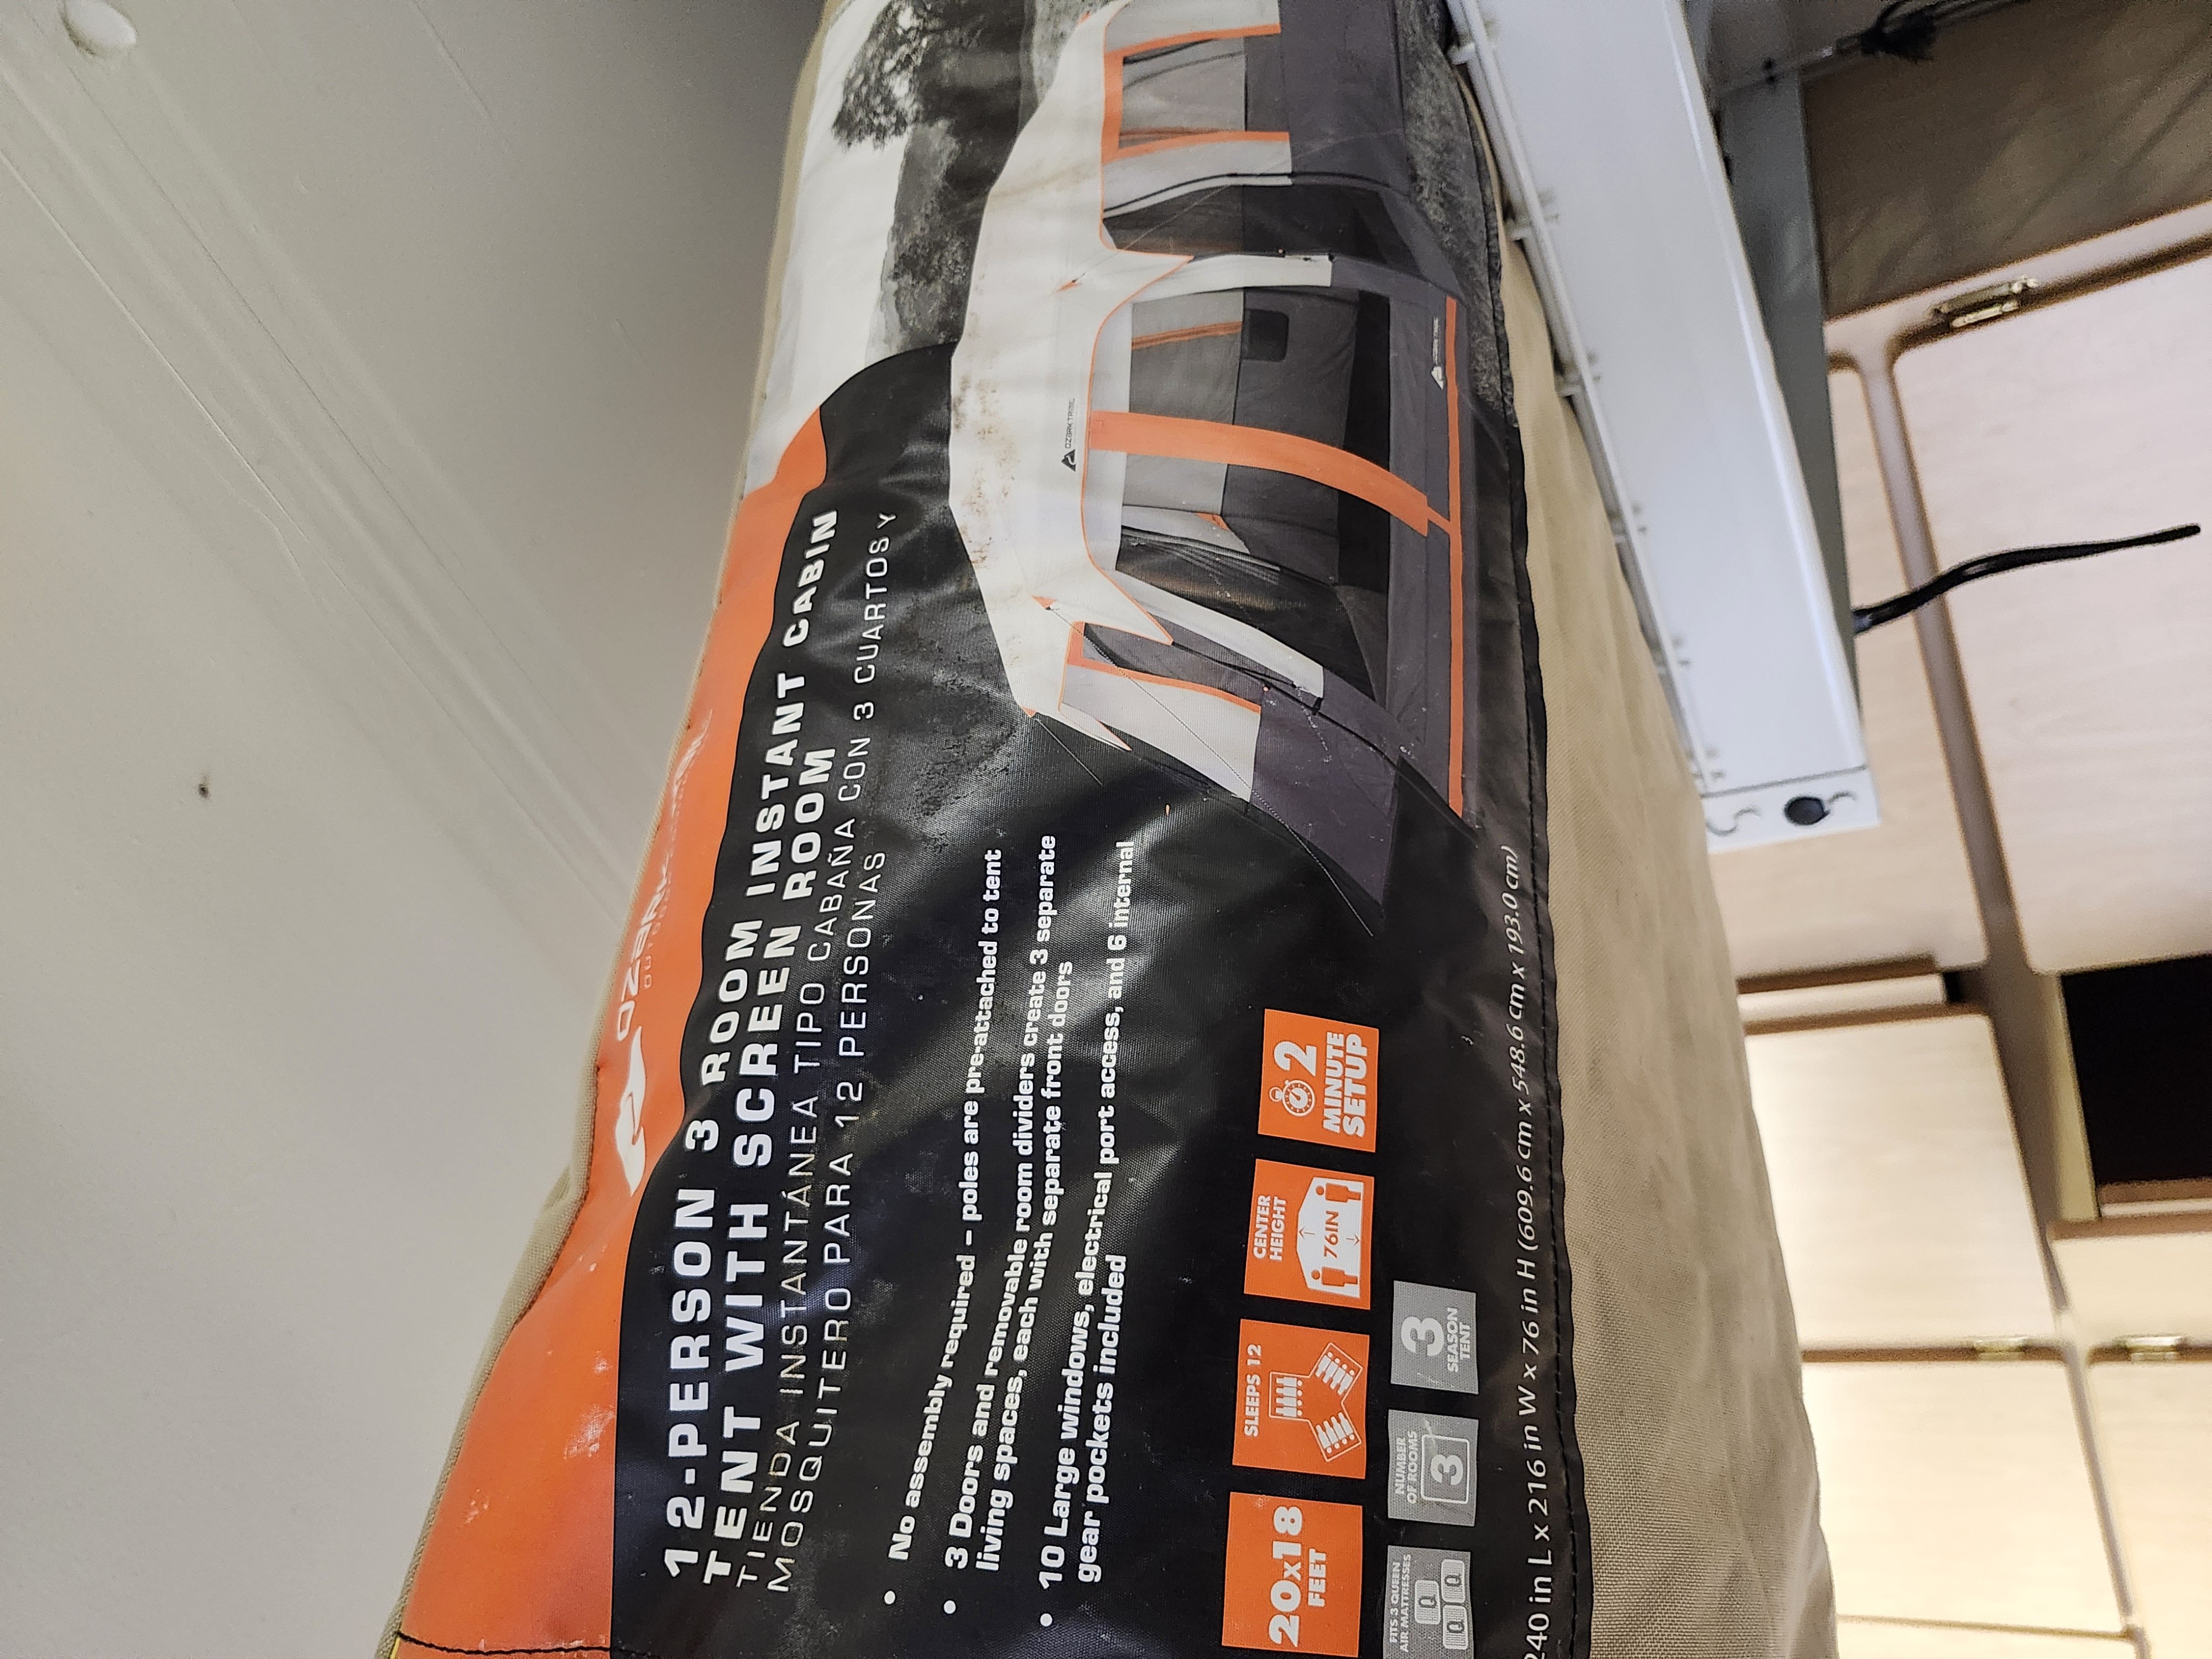 OZARK TRAIL
12-PERSON 3 ROOM INSTANT CABIN
TENT WITH SCREEN ROOM
TIENDA INSTANTÁNEA TIPO CABAÑA CON 3 CUARTOS Y
MOSQUITERO PARA 12 PERSONAS
• No assembly required – poles are pre-attached to tent
• 3 Doors and removable room dividers create 3 separate
living spaces, each with separate front doors
• 10 Large windows, electrical port access, and 6 internal
gear pockets included
OZARK TRAIL
20x18
FEET
SLEEPS 12
CENTER
HEIGHT
76IN
2
MINUTE
SETUP
FITS 3 QUEEN
AIR MATTRESSES
Q
Q Q
NUMBER
OF ROOMS
3
3
SEASON
TENT
240 in L x 216 in W x 76 in H (609.6 cm x 548.6 cm x 193.0 cm)